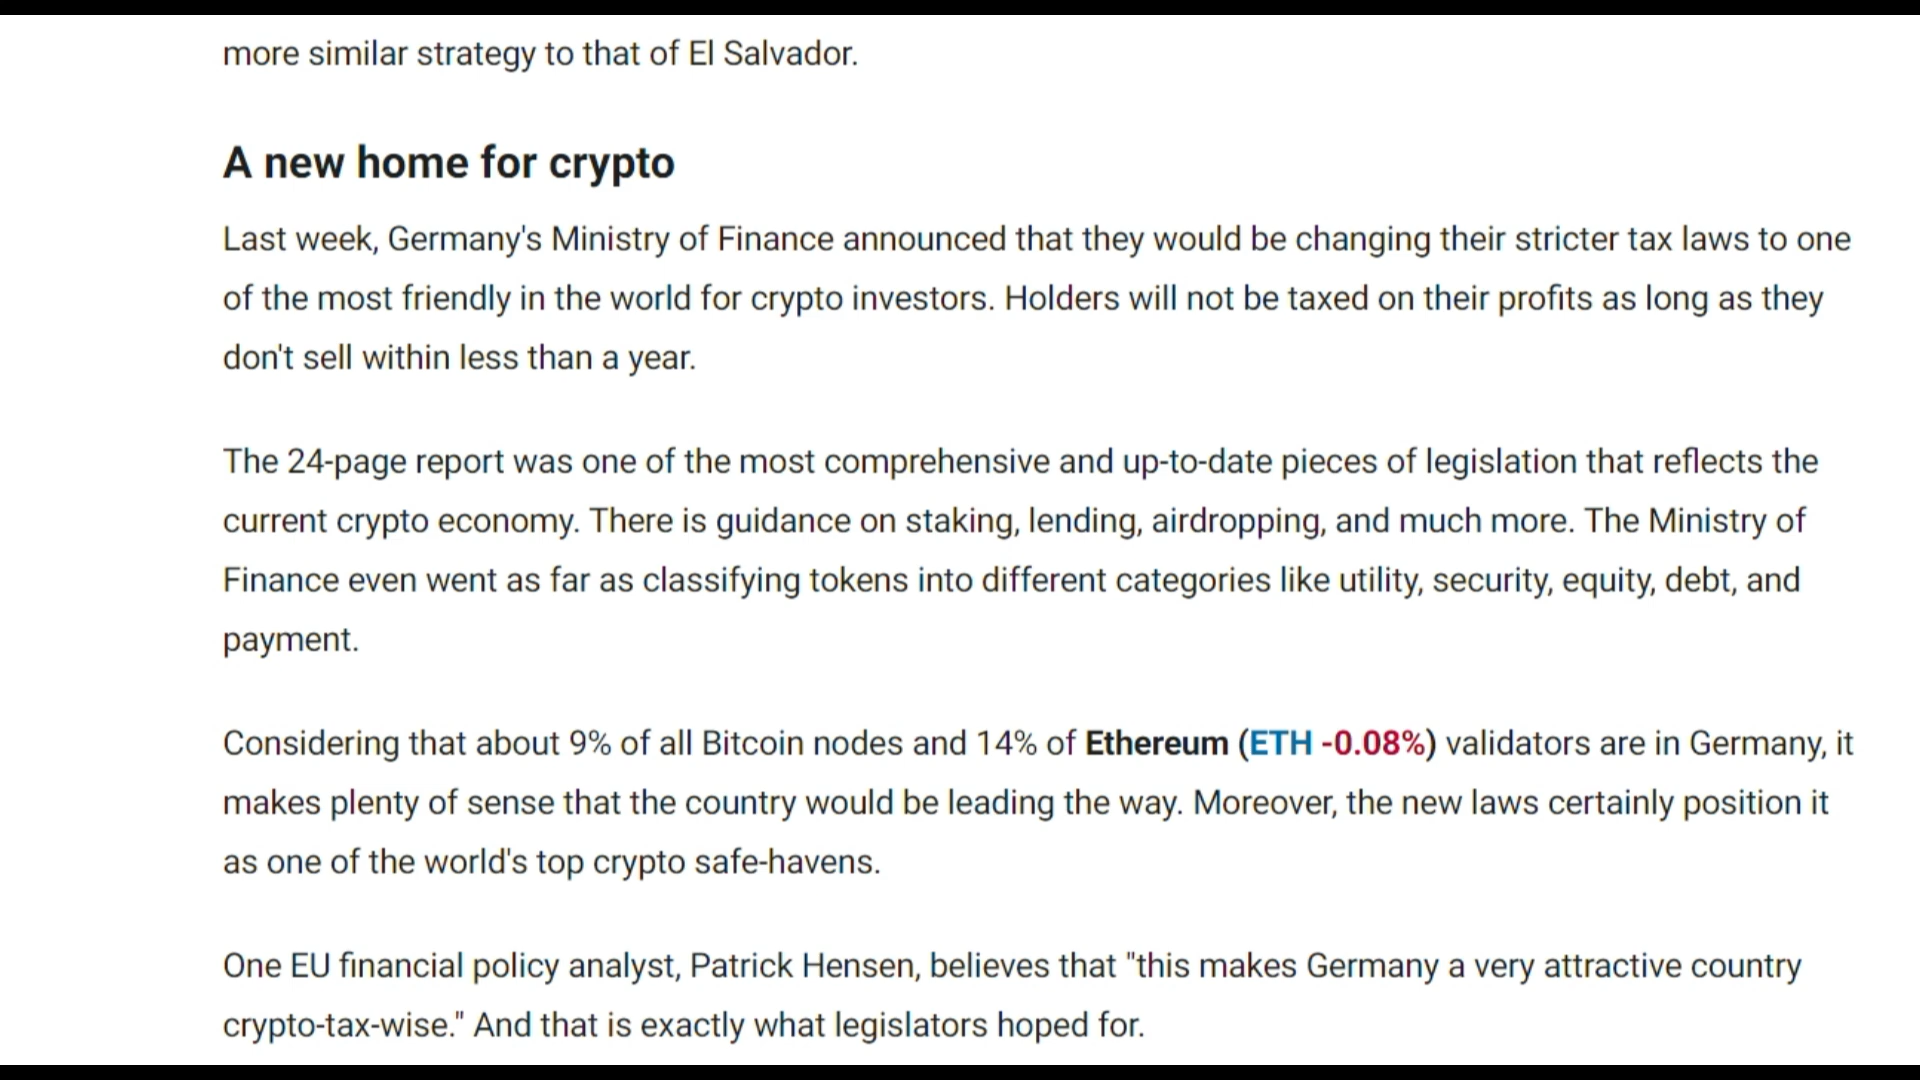 more similar strategy to that of El Salvador.
A new home for crypto
Last week, Germany's Ministry of Finance announced that they would be changing their stricter tax laws to one
of the most friendly in the world for crypto investors. Holders will not be taxed on their profits as long as they
don't sell within less than a year.
The 24-page report was one of the most comprehensive and up-to-date pieces of legislation that reflects the
current crypto economy. There is guidance on staking, lending, airdropping, and much more. The Ministry of
Finance even went as far as classifying tokens into different categories like utility, security, equity, debt, and
payment.
Considering that about 9% of all Bitcoin nodes and 14% of Ethereum (ETH -0.08%) validators are in Germany, it
makes plenty of sense that the country would be leading the way. Moreover, the new laws certainly position it
as one of the world's top crypto safe-havens.
One EU financial policy analyst, Patrick Hensen, believes that "this makes Germany a very attractive country
crypto-tax-wise." And that is exactly what legislators hoped for.